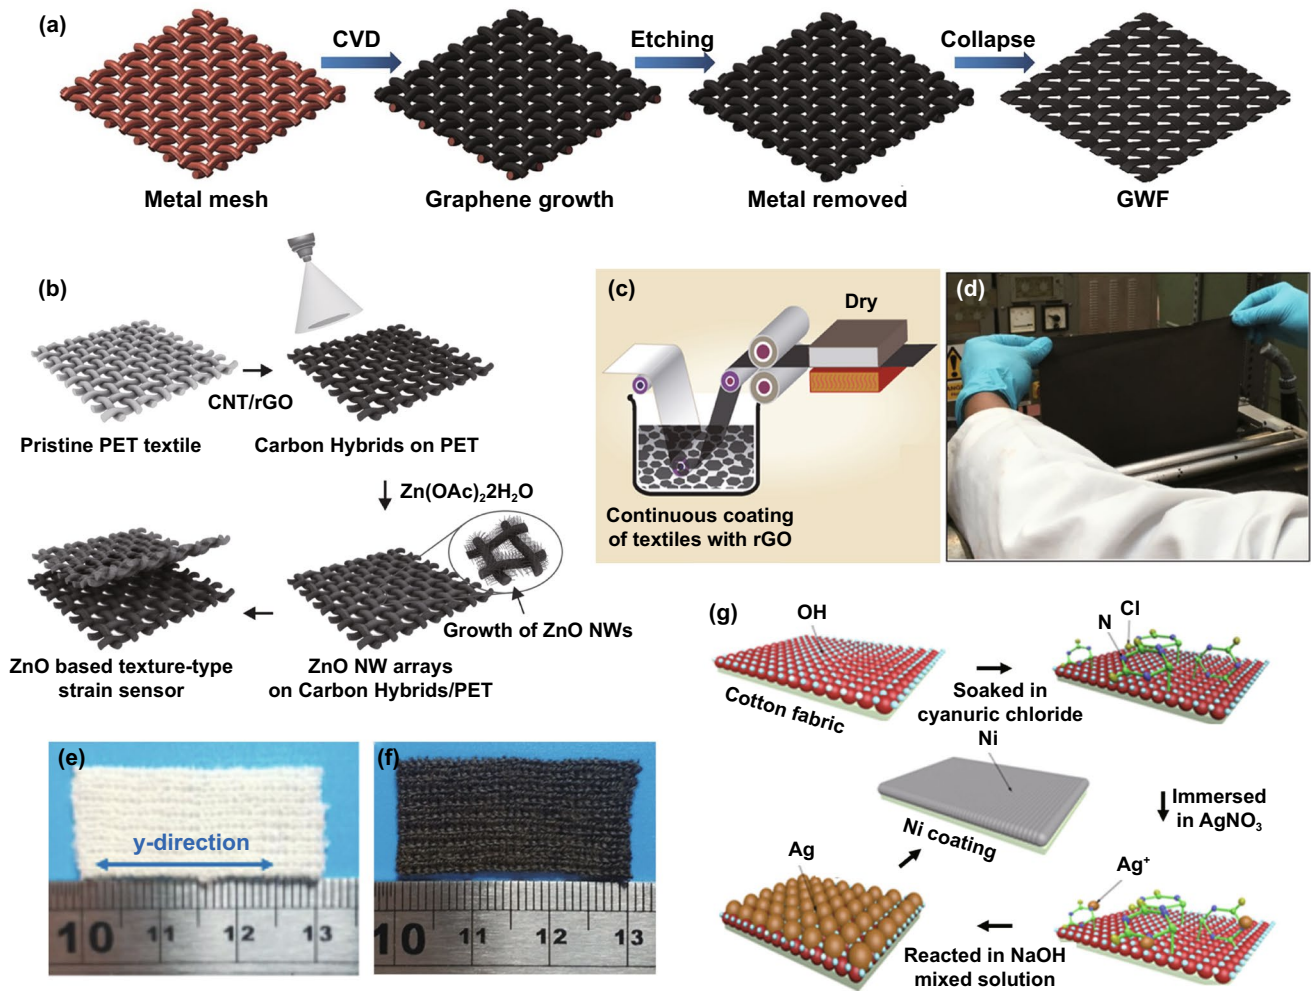 (a)
CVD
Etching
Collapse
Metal mesh
Graphene growth
Metal removed
GWF
(b)
CNT/rGO
Pristine PET textile
Carbon Hybrids on PET
Zn(OAc)₂2H₂O
Growth of ZnO NWs
ZnO based texture-type
strain sensor
ZnO NW arrays
on Carbon Hybrids/PET
(c)
Dry
Continuous coating
of textiles with rGO
(d)
(e)
y-direction
10 11 12 13
(f)
10 11 12 13
(g)
OH
Cotton fabric
Soaked in
cyanuric chloride
N
Cl
Immersed
in AgNO₃
Ag⁺
Reacted in NaOH
mixed solution
Ag
Ni
Ni coating